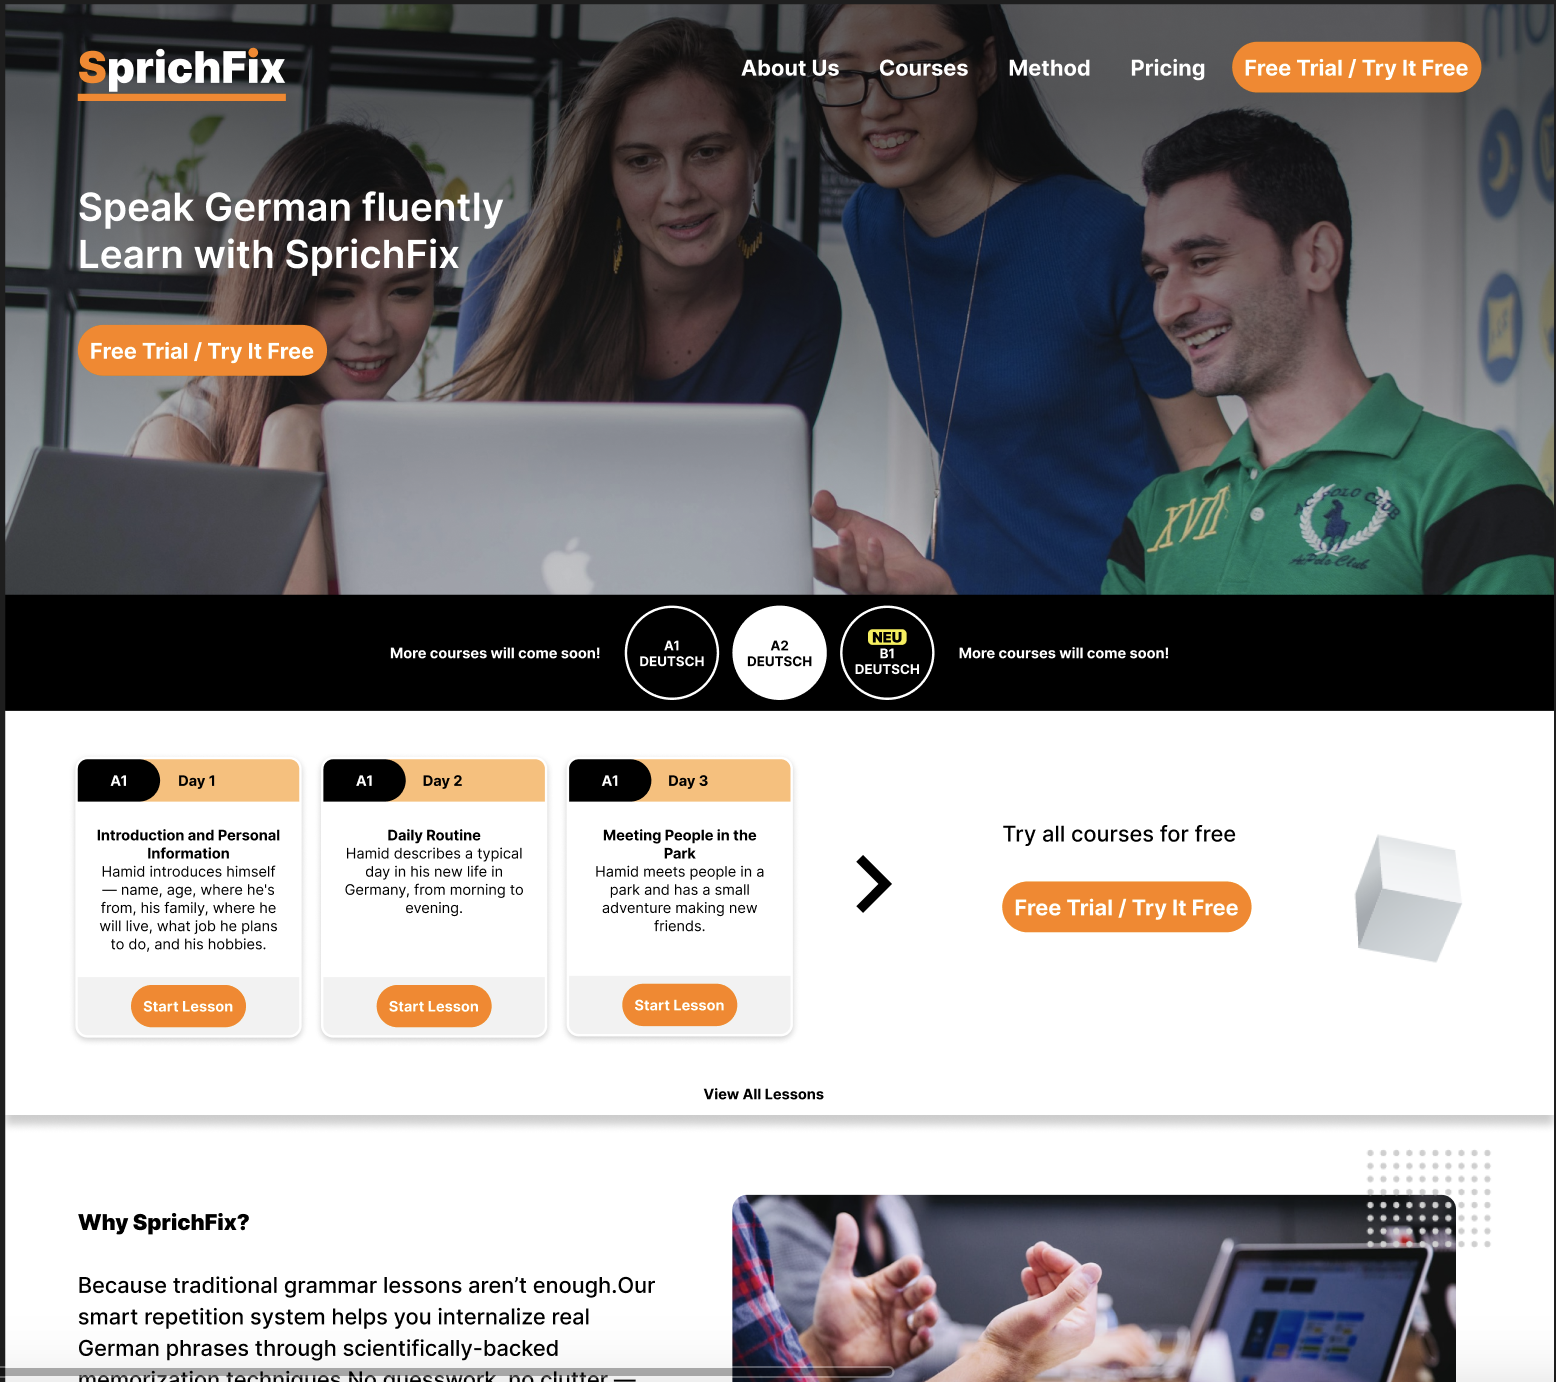 SprichFix
About Us Courses Method Pricing Free Trial / Try It Free
Speak German fluently
Learn with SprichFix
Free Trial / Try It Free
XVII
More courses will come soon!
A1
DEUTSCH
A2
DEUTSCH
NEU
B1
DEUTSCH
More courses will come soon!
A1 Day 1
Introduction and Personal
Information
Hamid introduces himself
— name, age, where he's
from, his family, where he
will live, what job he plans
to do, and his hobbies.
Start Lesson
A1 Day 2
Daily Routine
Hamid describes a typical
day in his new life in
Germany, from morning to
evening.
Start Lesson
A1 Day 3
Meeting People in the
Park
Hamid meets people in a
park and has a small
adventure making new
friends.
Start Lesson
Try all courses for free
Free Trial / Try It Free
View All Lessons
Why SprichFix?
Because traditional grammar lessons aren’t enough.Our
smart repetition system helps you internalize real
German phrases through scientifically-backed
memorization techniques.No guesswork, no clutter —